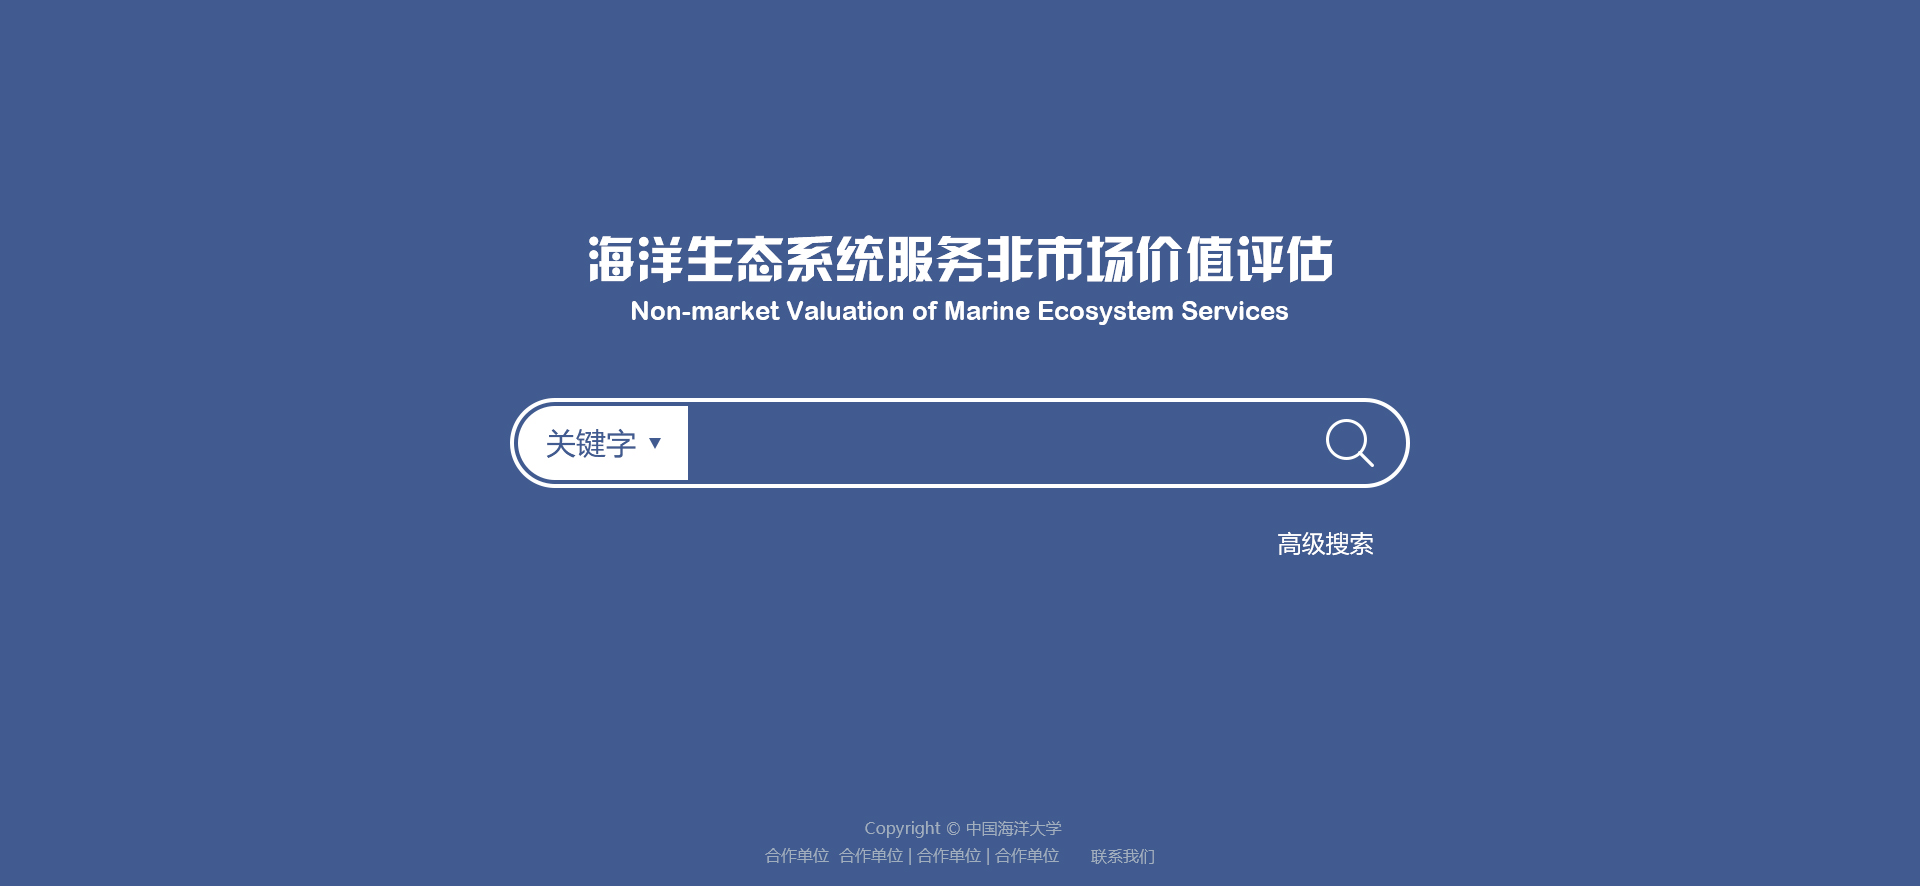 海洋生态系统服务非市场价值评估
Non-market Valuation of Marine Ecosystem Services
关键字
高级搜索
Copyright © 中国海洋大学
合作单位 合作单位 | 合作单位 | 合作单位 联系我们